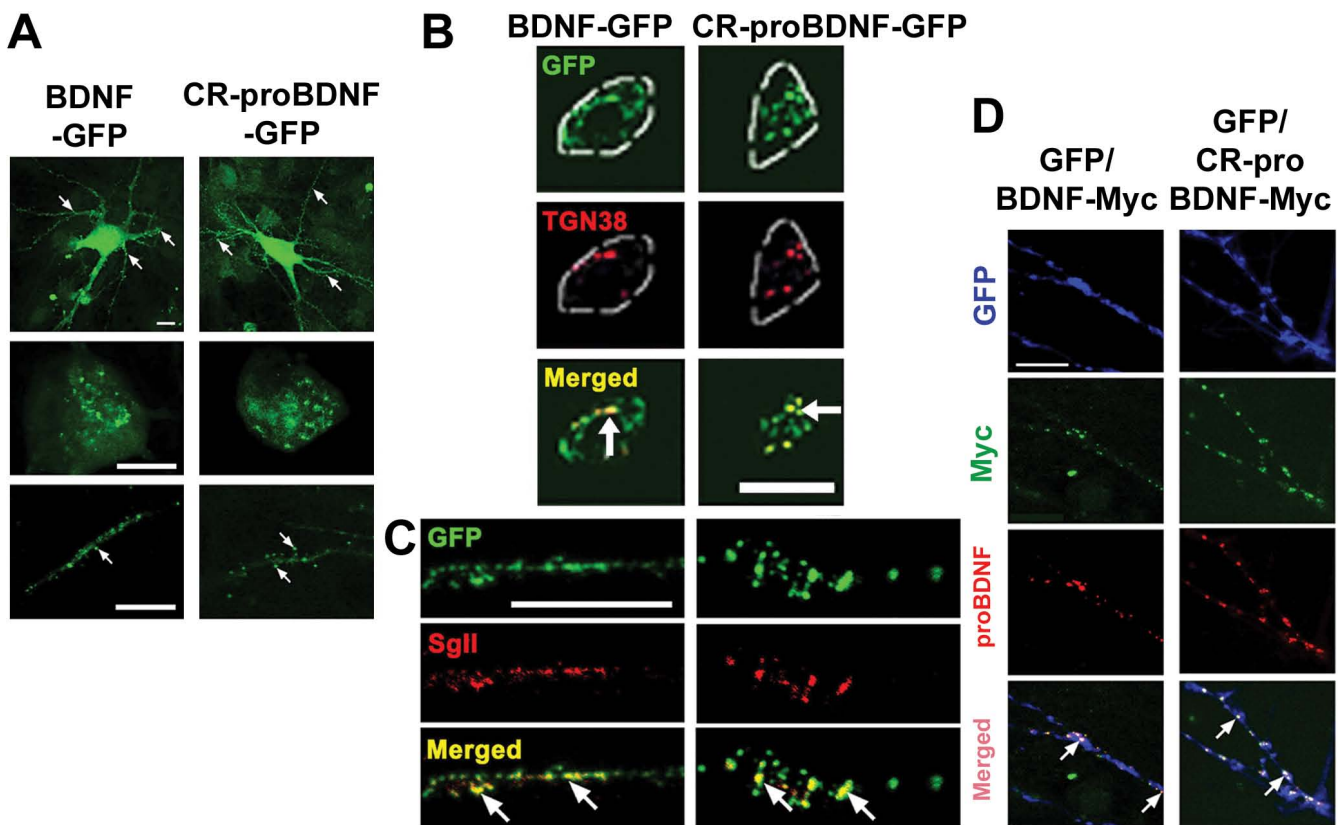 A
BDNF
-GFP
CR-proBDNF
-GFP
B
BDNF-GFP
CR-proBDNF-GFP
GFP
TGN38
Merged
C
GFP
SgII
Merged
D
GFP/
BDNF-Myc
GFP/
CR-pro
BDNF-Myc
GFP
Myc
proBDNF
Merged